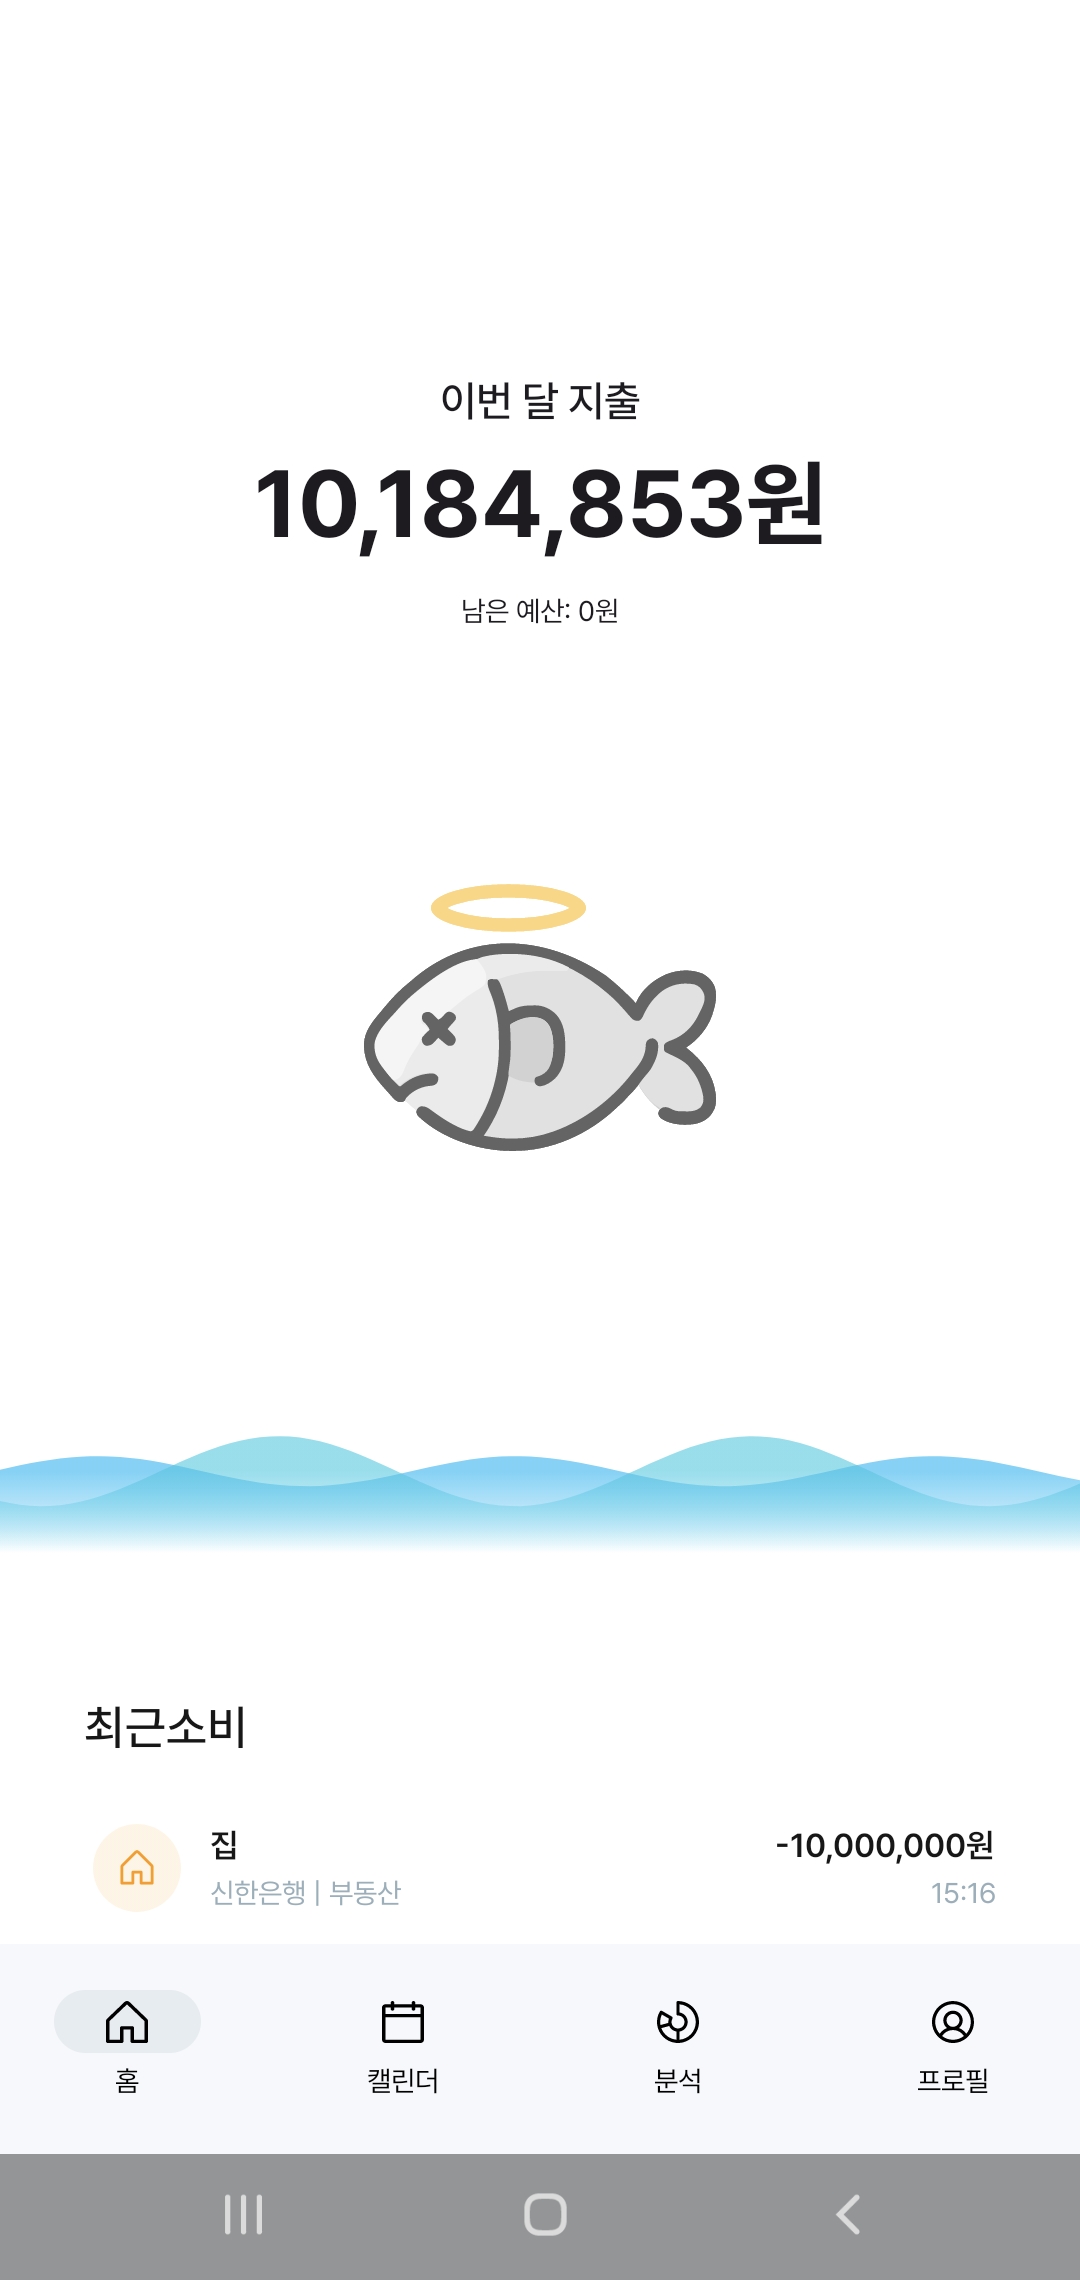 이번 달 지출
10,184,853원
남은 예산: 0원
최근소비
집
-10,000,000원
신한은행 | 부동산
15:16
홈
캘린더
분석
프로필